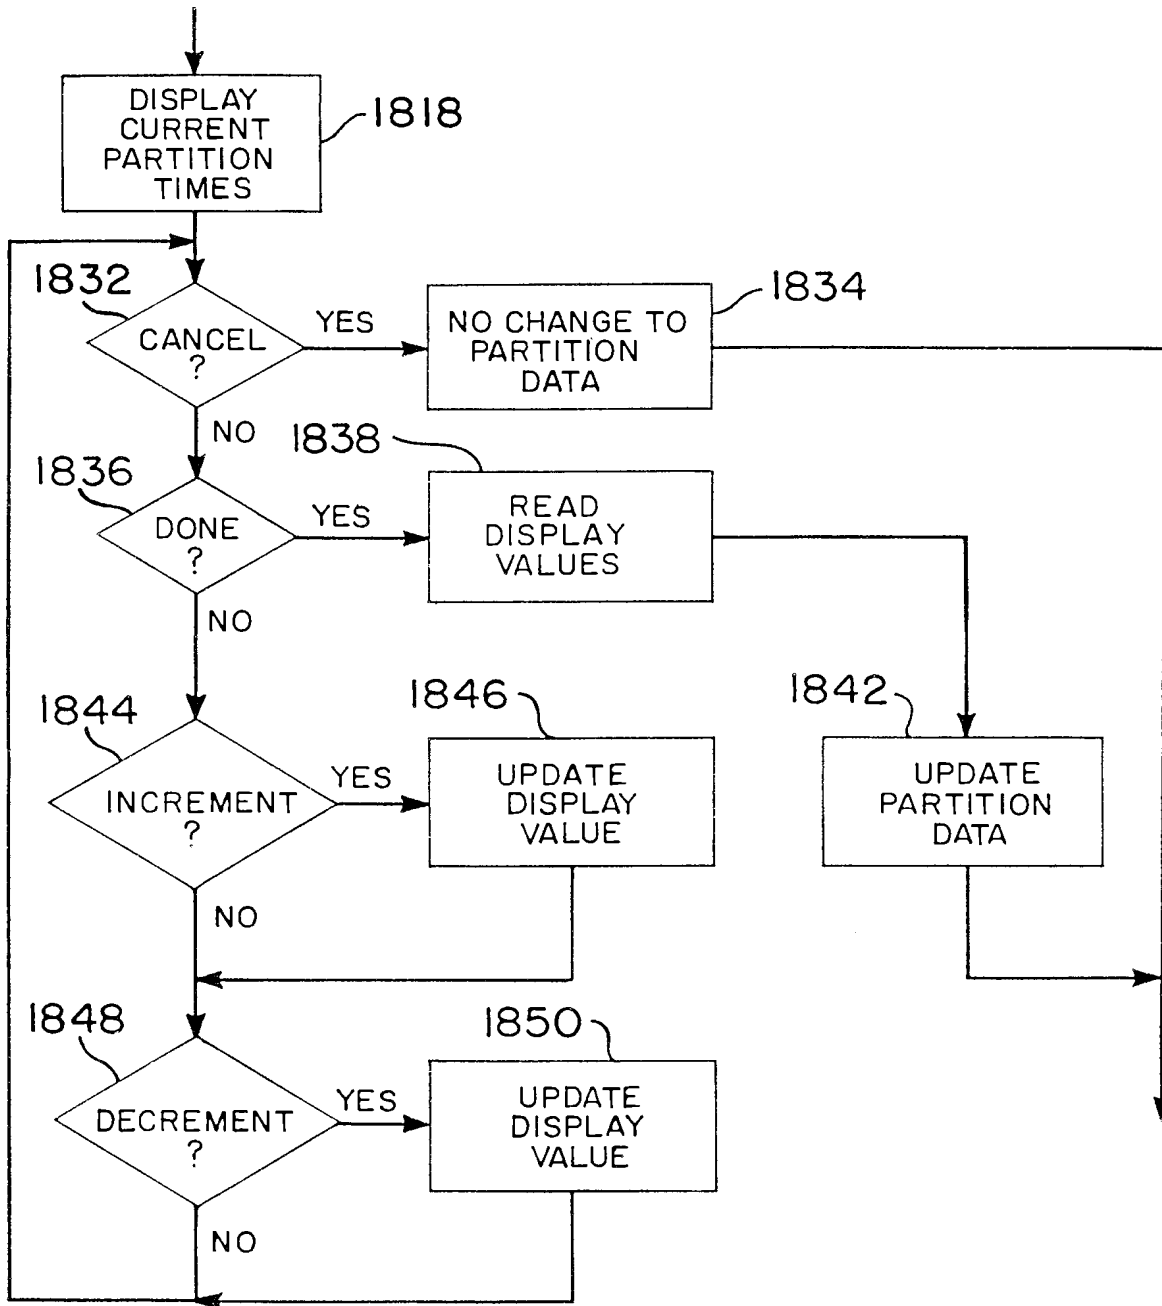 DISPLAY
CURRENT
PARTITION
TIMES
1818
1832
CANCEL
?
YES
NO
1834
NO CHANGE TO
PARTITION
DATA
1836
DONE
?
YES
NO
1838
READ
DISPLAY
VALUES
1844
INCREMENT
?
YES
NO
1846
UPDATE
DISPLAY
VALUE
1842
UPDATE
PARTITION
DATA
1848
DECREMENT
?
YES
NO
1850
UPDATE
DISPLAY
VALUE